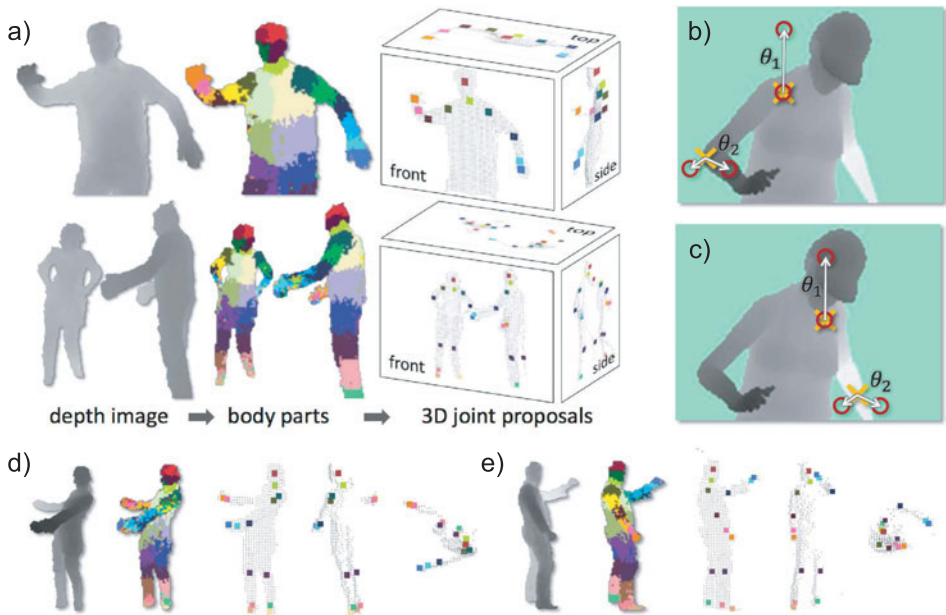 a)
top
front
side
top
front
side
depth image
body parts
3D joint proposals
b)
θ1
θ2
c)
θ1
θ2
d)
e)